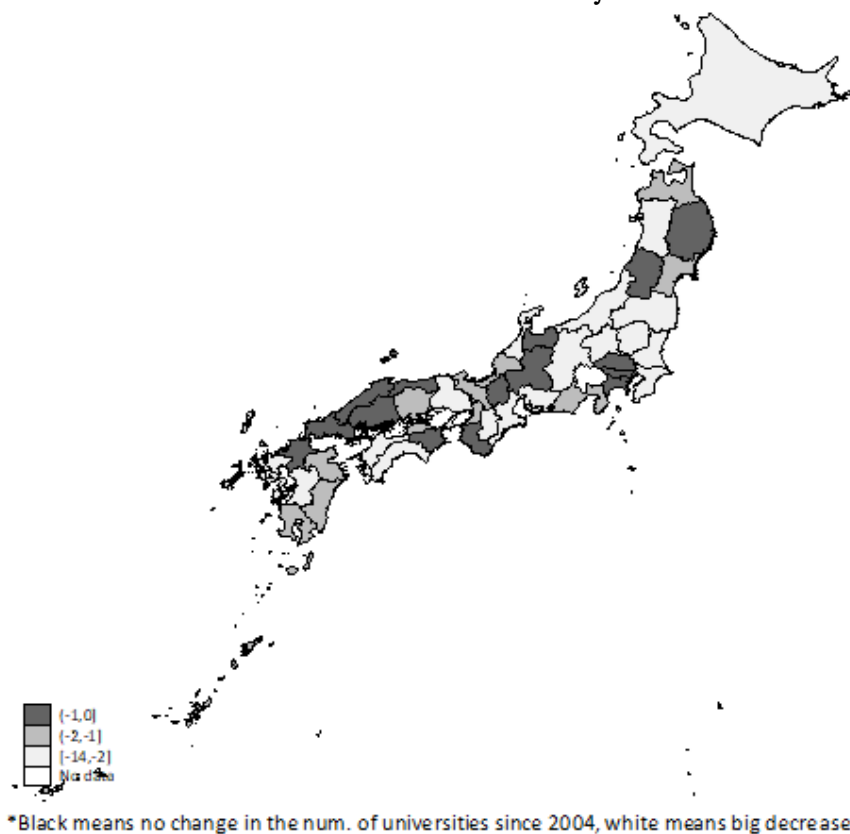 (-1,0]
(-2,-1]
[-14,-2]
No data
*Black means no change in the num. of universities since 2004, white means big decrease